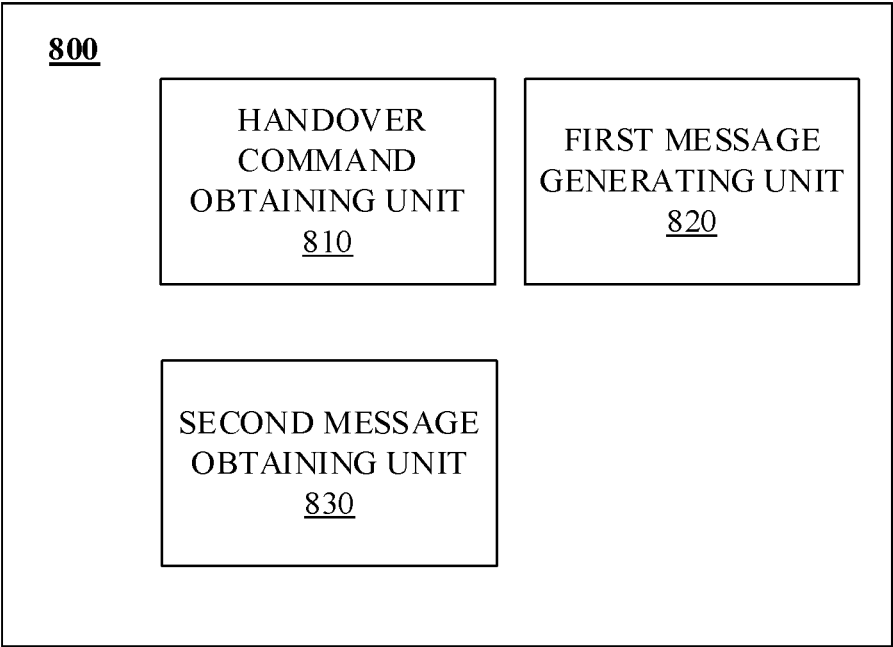 800
HANDOVER
COMMAND
OBTAINING UNIT
810
FIRST MESSAGE
GENERATING UNIT
820
SECOND MESSAGE
OBTAINING UNIT
830